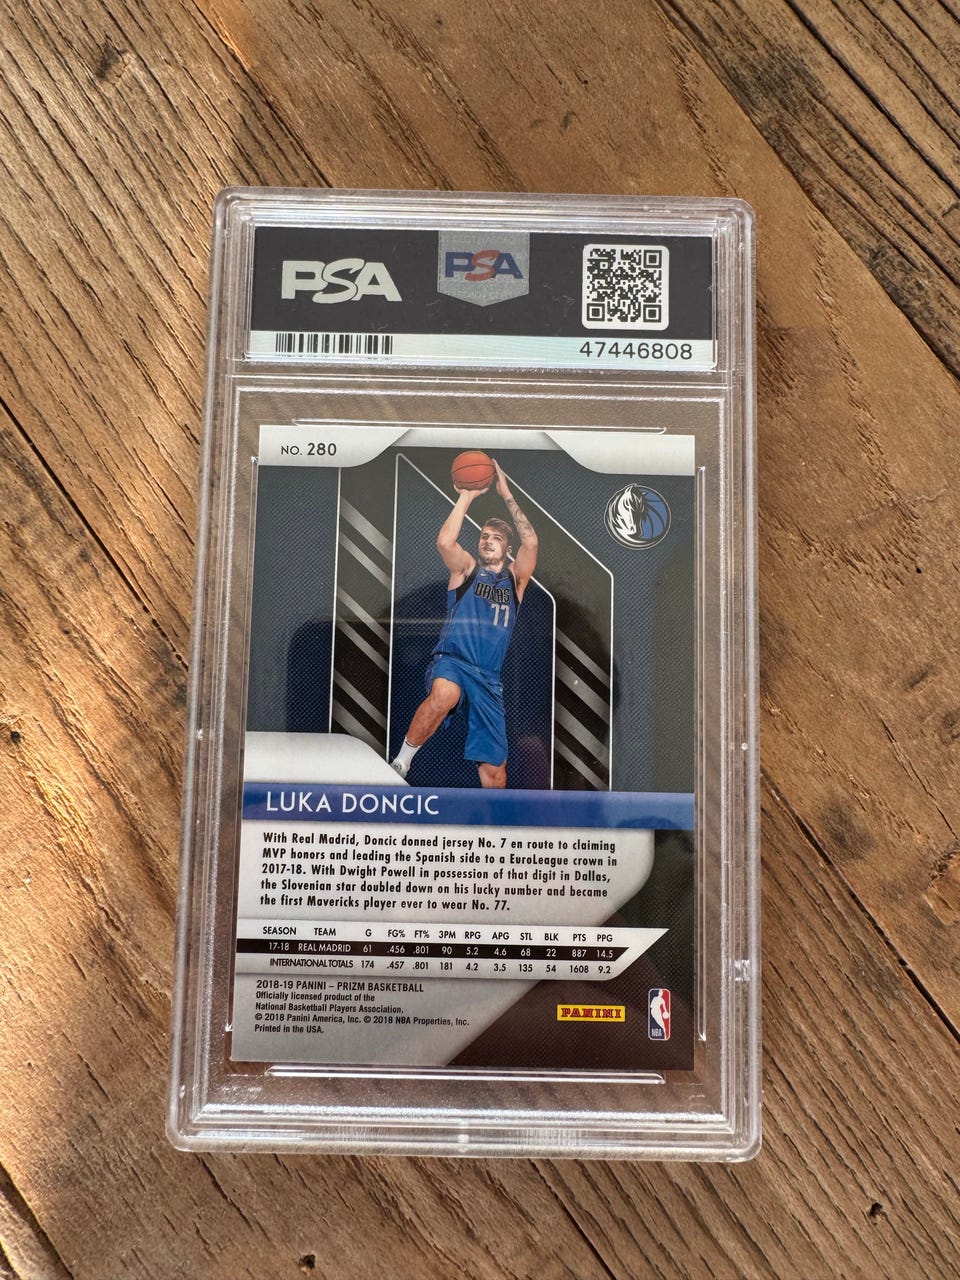 PSA
PSA
47446808
NO. 280
DALLAS
77
LUKA DONCIC
With Real Madrid, Doncic donned jersey No. 7 en route to claiming
MVP honors and leading the Spanish side to a EuroLeague crown in
2017-18. With Dwight Powell in possession of that digit in Dallas,
the Slovenian star doubled down on his lucky number and became
the first Mavericks player ever to wear No. 77.
SEASON TEAM G FG% FT% 3PM RPG APG STL BLK PTS PPG
17-18 REAL MADRID 61 .456 .801 90 5.2 4.6 68 22 887 14.5
INTERNATIONAL TOTALS 174 .457 .801 181 4.2 3.5 135 54 1608 9.2
2018-19 PANINI – PRIZM BASKETBALL
Officially licensed product of the
National Basketball Players Association.
© 2018 Panini America, Inc. © 2018 NBA Properties, Inc.
Printed in the USA.
PANINI
NBA